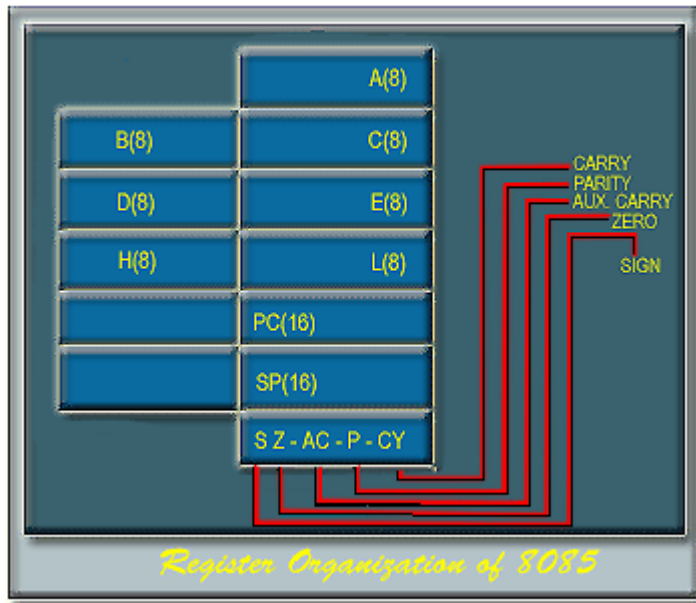 A(8)
B(8) C(8)
D(8) E(8)
H(8) L(8)
PC(16)
SP(16)
S Z - AC - P - CY
CARRY
PARITY
AUX. CARRY
ZERO
SIGN
Register Organization of 8085